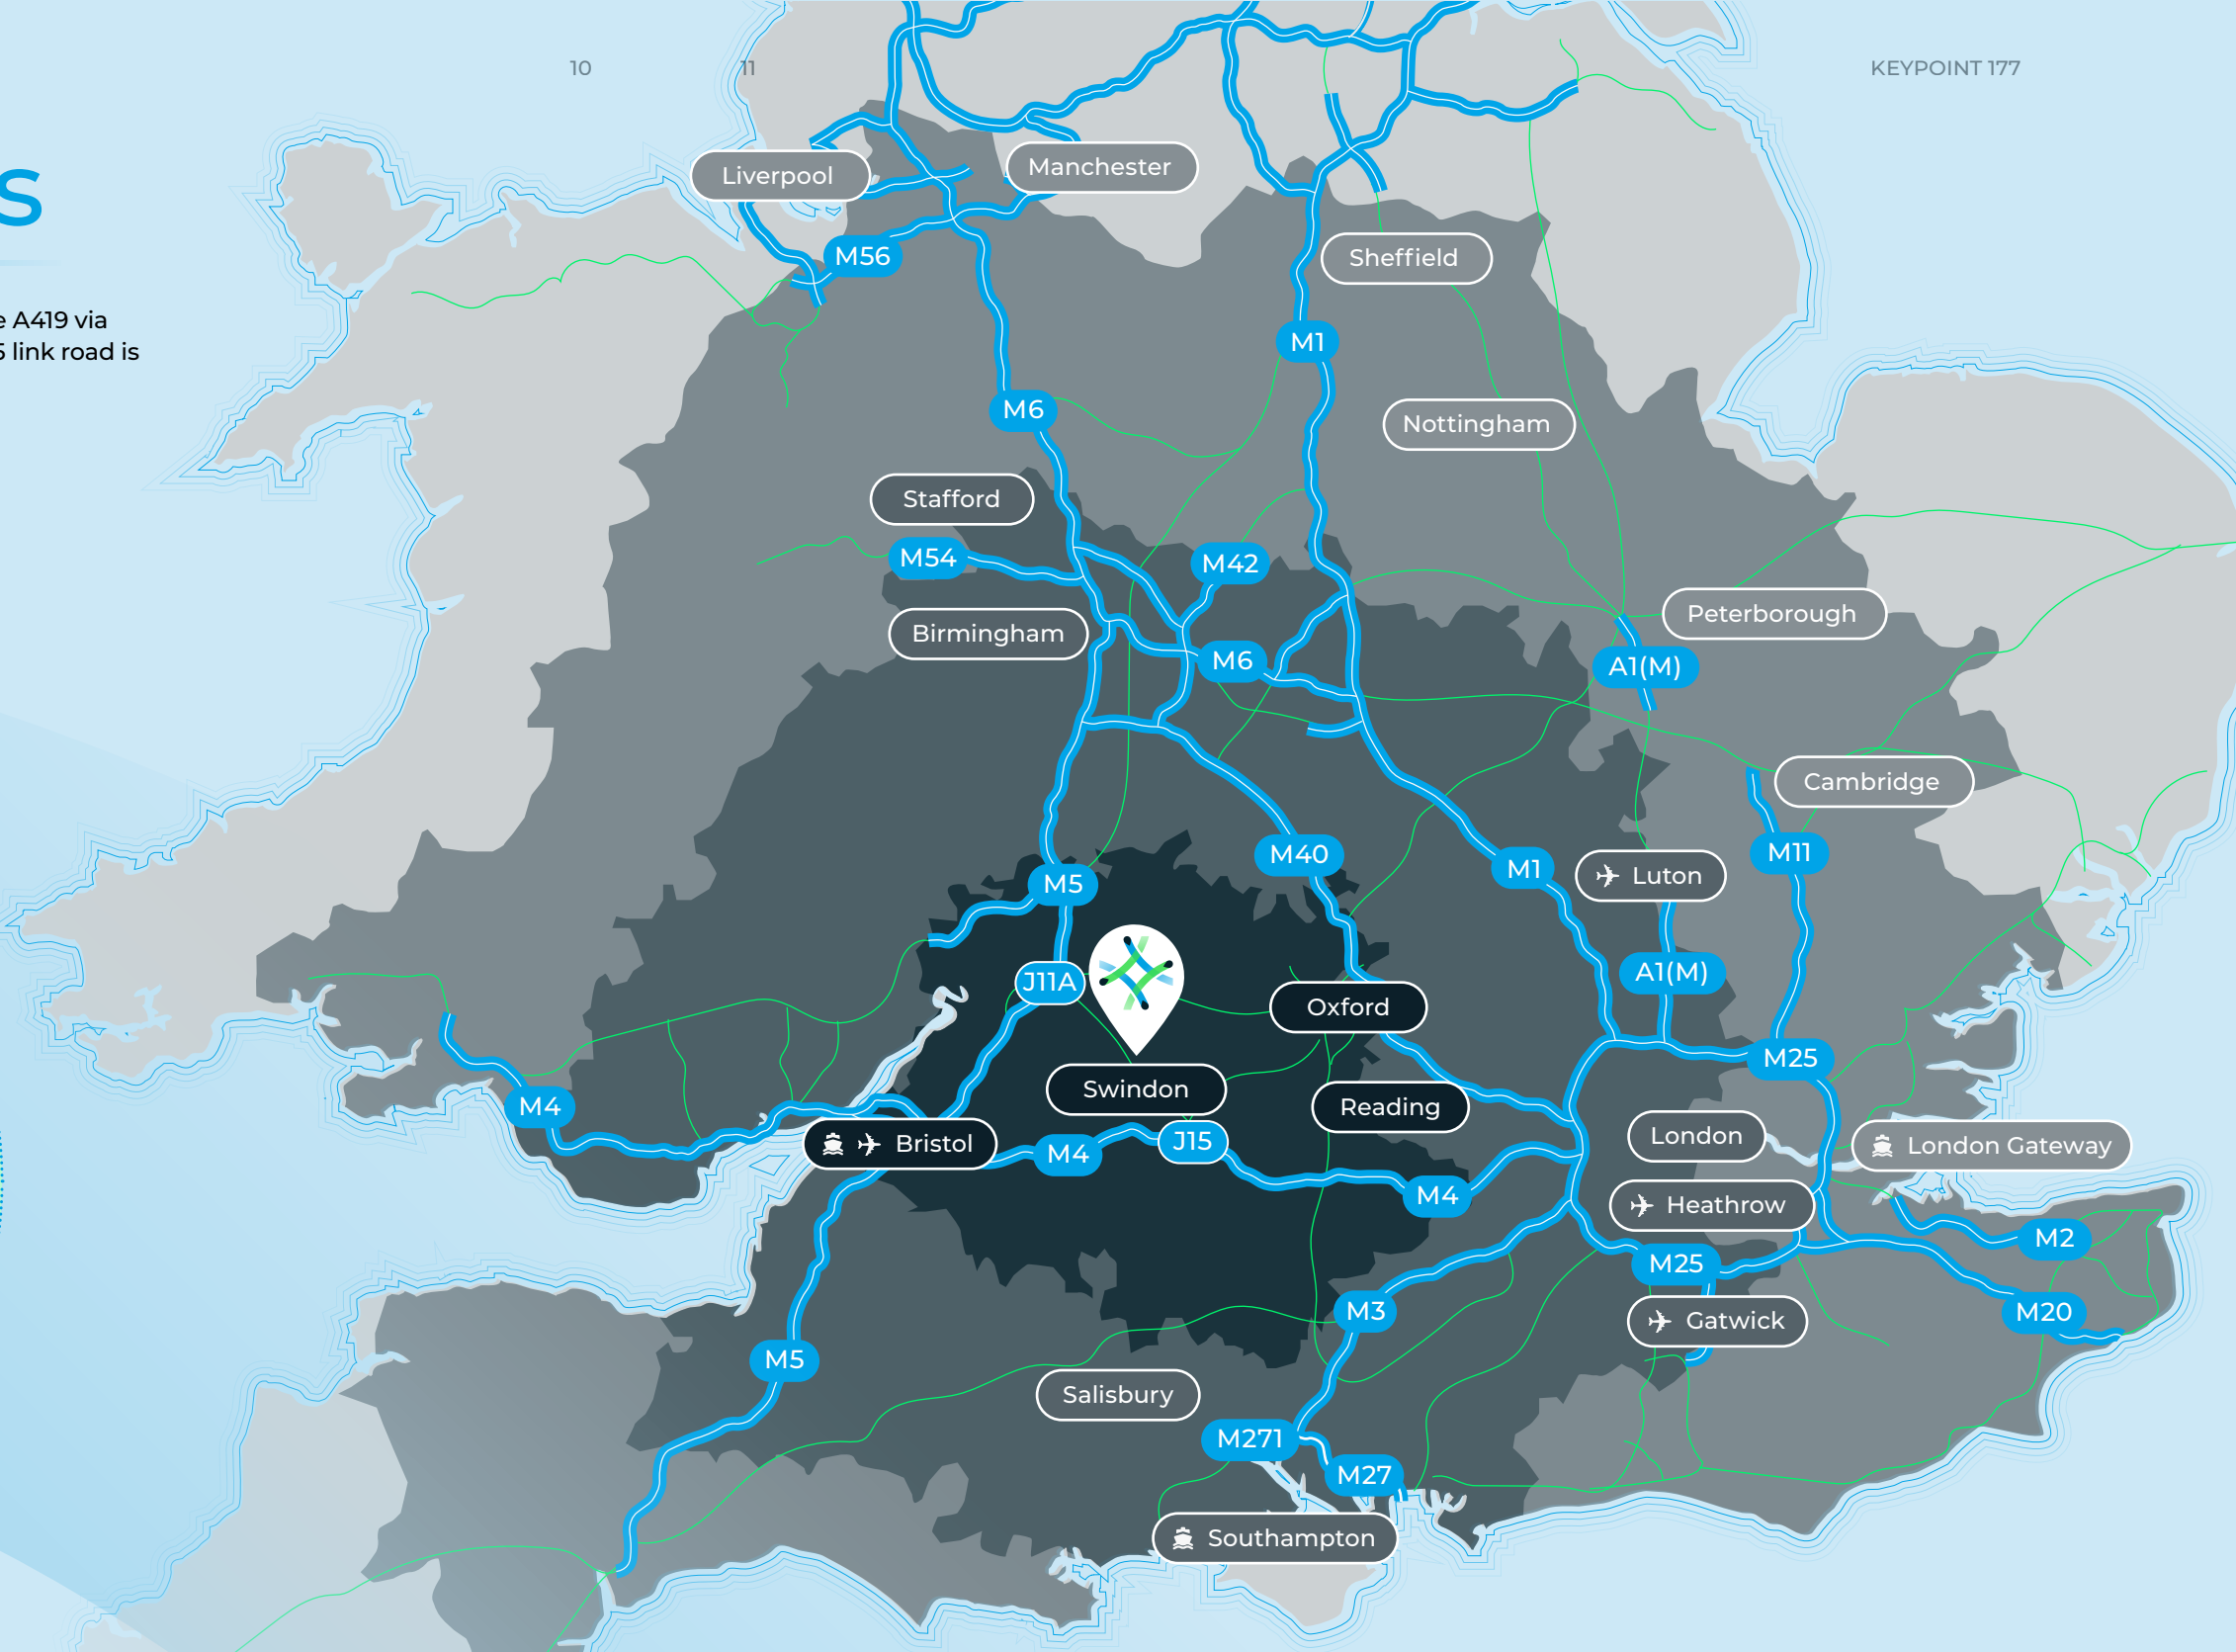 10
11
KEYPOINT 177
s
e A419 via
5 link road is
Liverpool
Manchester
M56
Sheffield
M1
M6
Nottingham
Stafford
M54
M42
Birmingham
Peterborough
M6
A1(M)
Cambridge
M40
M11
M1
Luton
M5
A1(M)
J11A
Oxford
M25
Swindon
Reading
M4
London
J15
Bristol
London Gateway
M4
M4
Heathrow
M2
M25
M3
M20
Gatwick
M5
Salisbury
M271
M27
Southampton